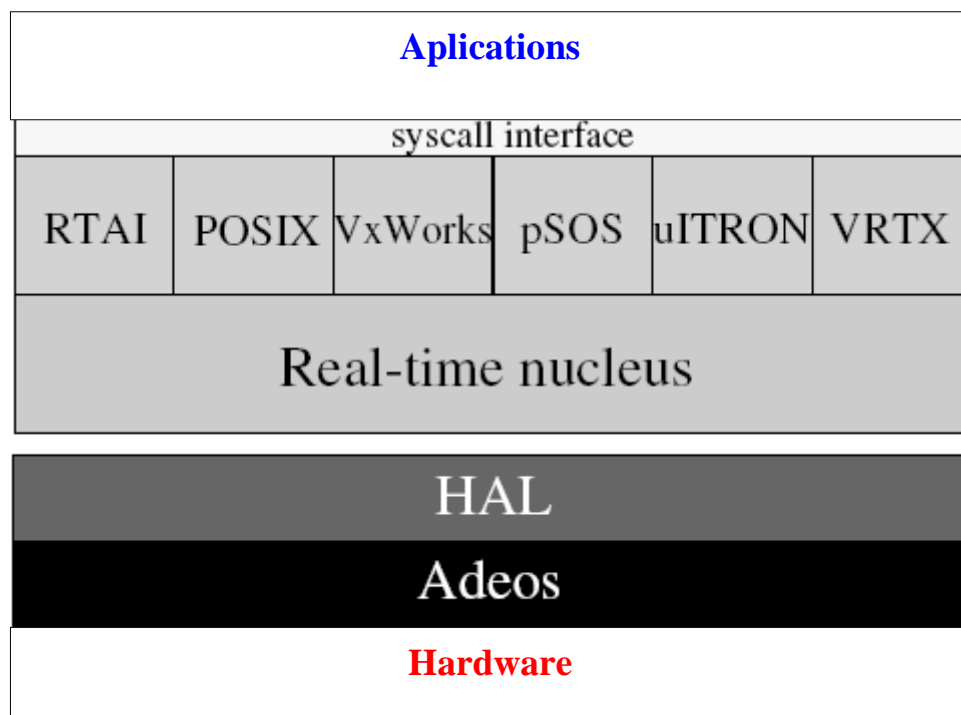 Aplications
syscall interface
RTAI POSIX VxWorks pSOS uITRON VRTX
Real-time nucleus
HAL
Adeos
Hardware